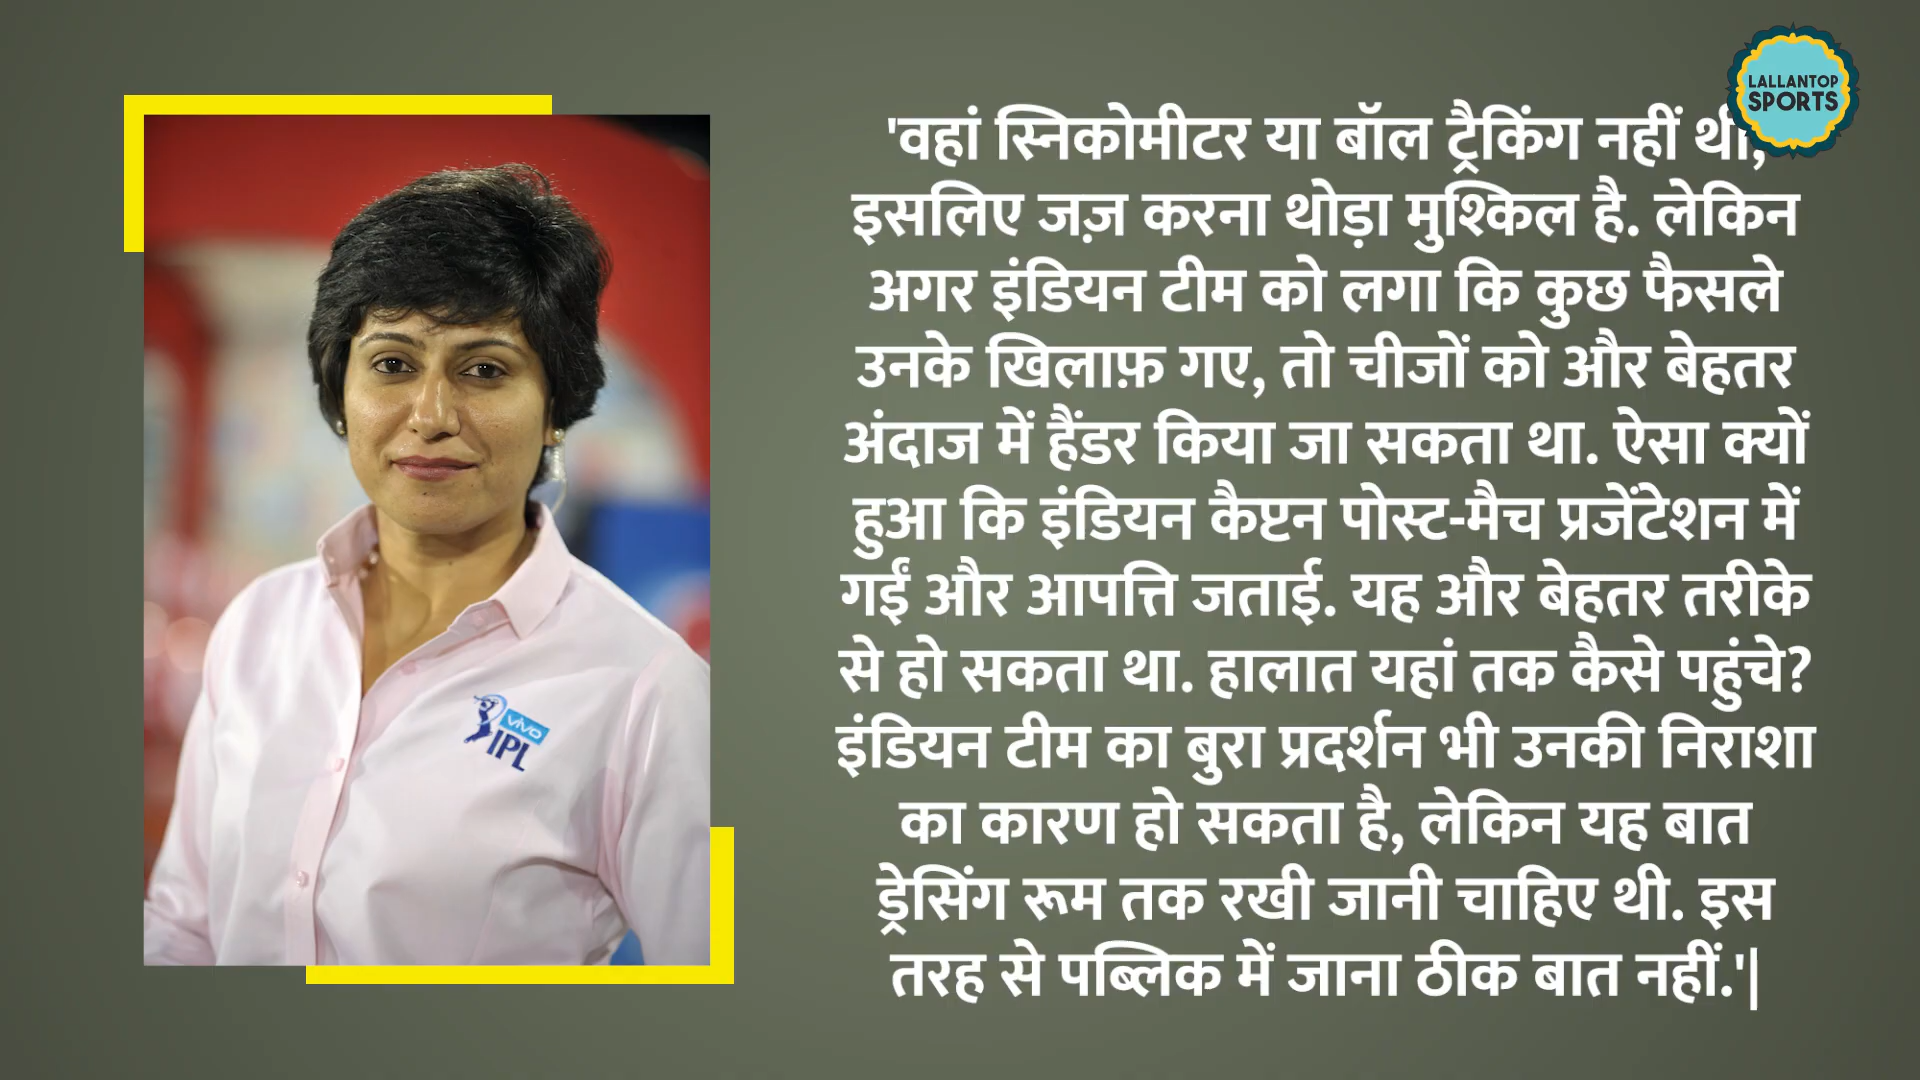 LALLANTOP
SPORTS
'वहां स्निकोमीटर या बॉल ट्रैकिंग नहीं थी,
इसलिए जज़ करना थोड़ा मुश्किल है. लेकिन
अगर इंडियन टीम को लगा कि कुछ फैसले
उनके खिलाफ़ गए, तो चीजों को और बेहतर
अंदाज में हैंडर किया जा सकता था. ऐसा क्यों
हुआ कि इंडियन कैप्टन पोस्ट-मैच प्रजेंटेशन में
गईं और आपत्ति जताई. यह और बेहतर तरीके
से हो सकता था. हालात यहां तक कैसे पहुंचे?
इंडियन टीम का बुरा प्रदर्शन भी उनकी निराशा
का कारण हो सकता है, लेकिन यह बात
ड्रेसिंग रूम तक रखी जानी चाहिए थी. इस
तरह से पब्लिक में जाना ठीक बात नहीं.'|
vivo
IPL